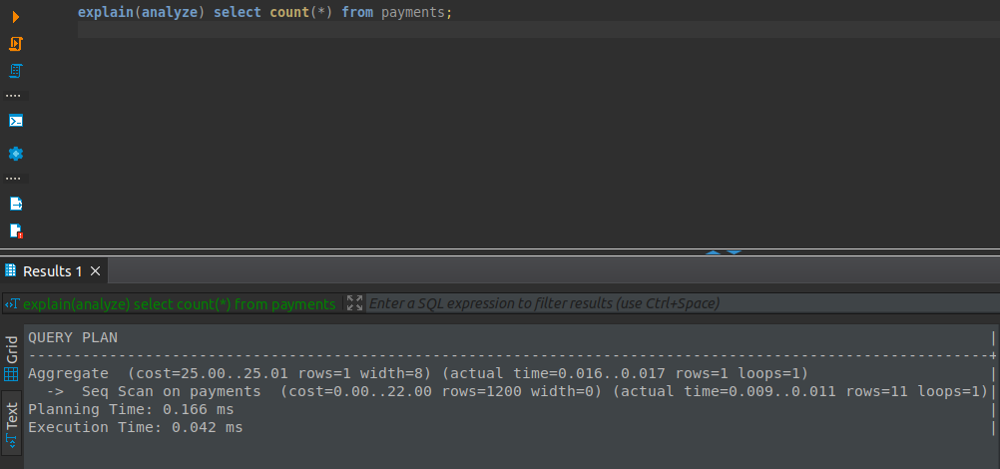 explain(analyze) select count(*) from payments;
Results 1
explain(analyze) select count(*) from payments
Enter a SQL expression to filter results (use Ctrl+Space)
Grid
Text
QUERY PLAN |
-----------------------------------------------------------------------------------------------------------+
Aggregate  (cost=25.00..25.01 rows=1 width=8) (actual time=0.016..0.017 rows=1 loops=1) |
  ->  Seq Scan on payments  (cost=0.00..22.00 rows=1200 width=0) (actual time=0.009..0.011 rows=11 loops=1)|
Planning Time: 0.166 ms |
Execution Time: 0.042 ms |